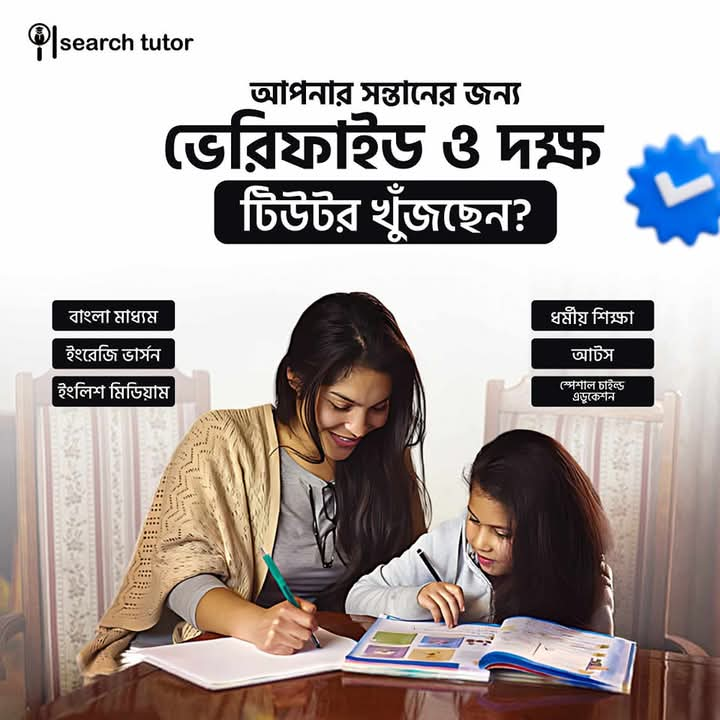 search tutor
আপনার সন্তানের জন্য
ভেরিফাইড ও দক্ষ
টিউটর খুঁজছেন?
বাংলা মাধ্যম
ইংরেজি ভার্সন
ইংলিশ মিডিয়াম
ধর্মীয় শিক্ষা
আর্টস
স্পেশাল চাইল্ড
এডুকেশন